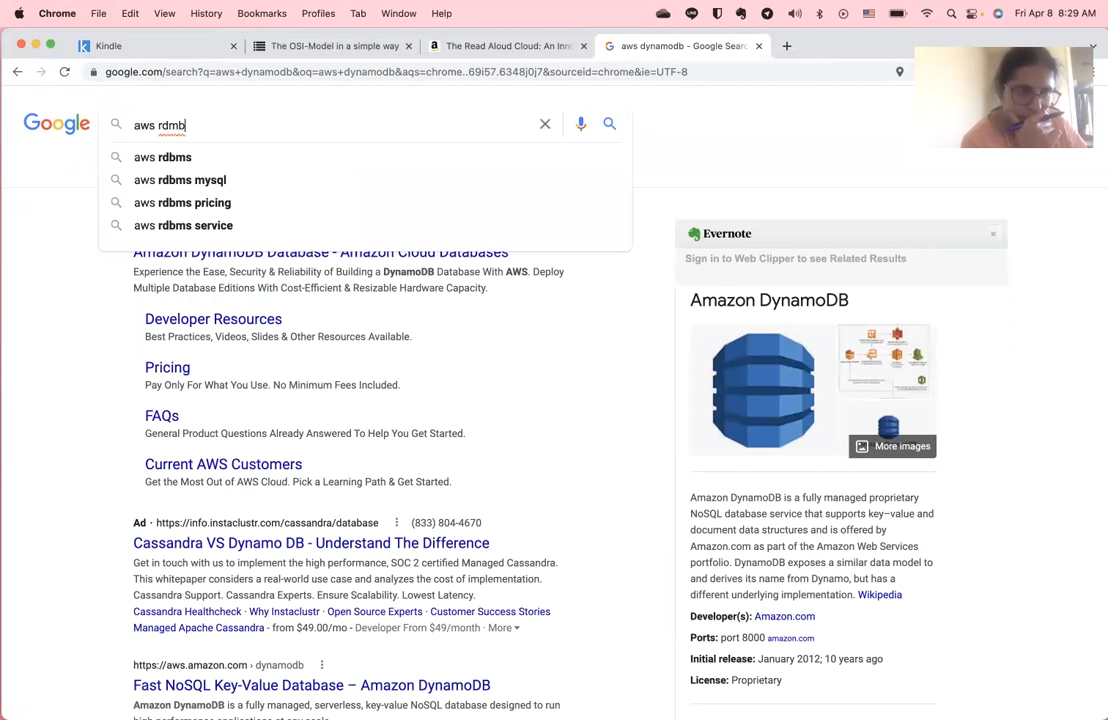 Chrome File Edit View History Bookmarks Profiles Tab Window Help Fri Apr 8 8:29 AM
Kindle
The OSI-Model in a simple way
The Read Aloud Cloud: An Inn
aws dynamodb - Google Searc
google.com/search?q=aws+dynamodb&oq=aws+dynamodb&aqs=chrome..69i57.6348j0j7&sourceid=chrome&ie=UTF-8
Google
aws rdmb
aws rdbms
aws rdbms mysql
aws rdbms pricing
aws rdbms service
Amazon DynamoDB Database - Amazon Cloud Databases
Experience the Ease, Security & Reliability of Building a DynamoDB Database With AWS. Deploy
Multiple Database Editions With Cost-Efficient & Resizable Hardware Capacity.
Developer Resources
Best Practices, Videos, Slides & Other Resources Available.
Pricing
Pay Only For What You Use. No Minimum Fees Included.
FAQs
General Product Questions Already Answered To Help You Get Started.
Current AWS Customers
Get the Most Out of AWS Cloud. Pick a Learning Path & Get Started.
Ad · https://info.instaclustr.com/cassandra/database (833) 804-4670
Cassandra VS Dynamo DB - Understand The Difference
Get in touch with us to implement the high performance, SOC 2 certified Managed Cassandra.
This whitepaper considers a real-world use case and analyzes the cost of implementation.
Cassandra Support. Cassandra Experts. Ensure Scalability. Lowest Latency.
Cassandra Healthcheck · Why Instaclustr · Open Source Experts · Customer Success Stories
Managed Apache Cassandra - from $49.00/mo - Developer From $49/month · More
https://aws.amazon.com › dynamodb
Fast NoSQL Key-Value Database – Amazon DynamoDB
Amazon DynamoDB is a fully managed, serverless, key-value NoSQL database designed to run
high performance applications at any scale.
Evernote
Sign in to Web Clipper to see Related Results
Amazon DynamoDB
More images
Amazon DynamoDB is a fully managed proprietary
NoSQL database service that supports key–value and
document data structures and is offered by
Amazon.com as part of the Amazon Web Services
portfolio. DynamoDB exposes a similar data model to
and derives its name from Dynamo, but has a
different underlying implementation. Wikipedia
Developer(s): Amazon.com
Ports: port 8000 amazon.com
Initial release: January 2012; 10 years ago
License: Proprietary